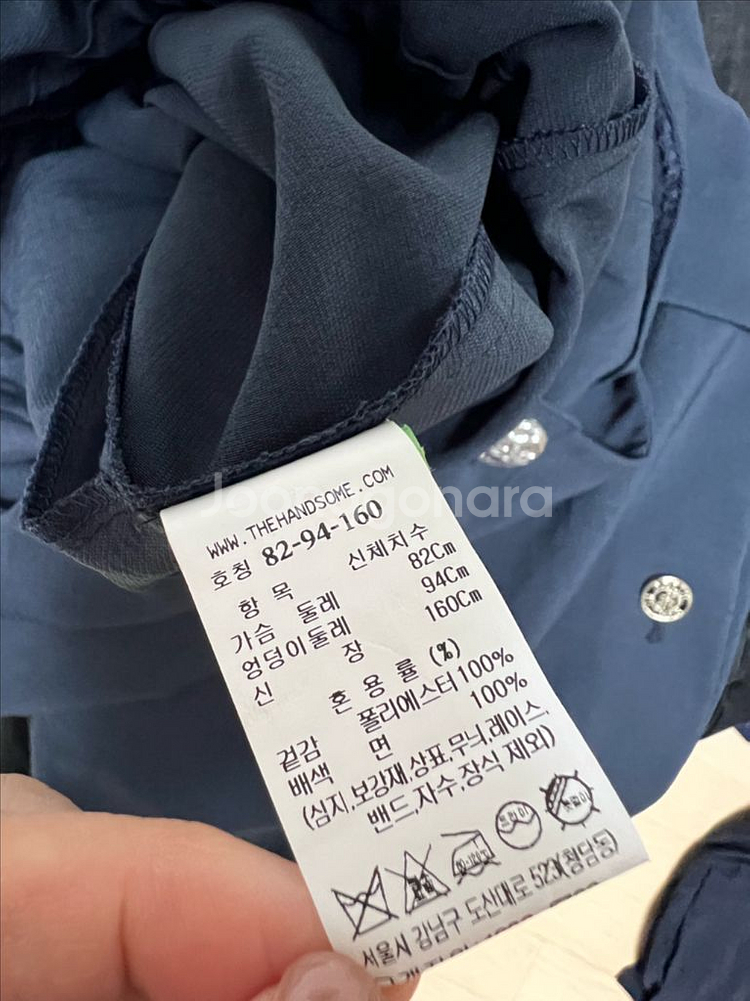 WWW.THEHANDSOME.COM
호칭 82-94-160
항 목 신체치수
가슴 둘레 82Cm
엉덩이둘레 94Cm
신 장 160Cm
혼 용 률 (%)
겉감 폴리에스터100%
배색 면 100%
(심지,보강재,상표,무늬,레이스,
밴드,자수,장식 제외)
서울시 강남구 도산대로 523(청담동)
Joongonara